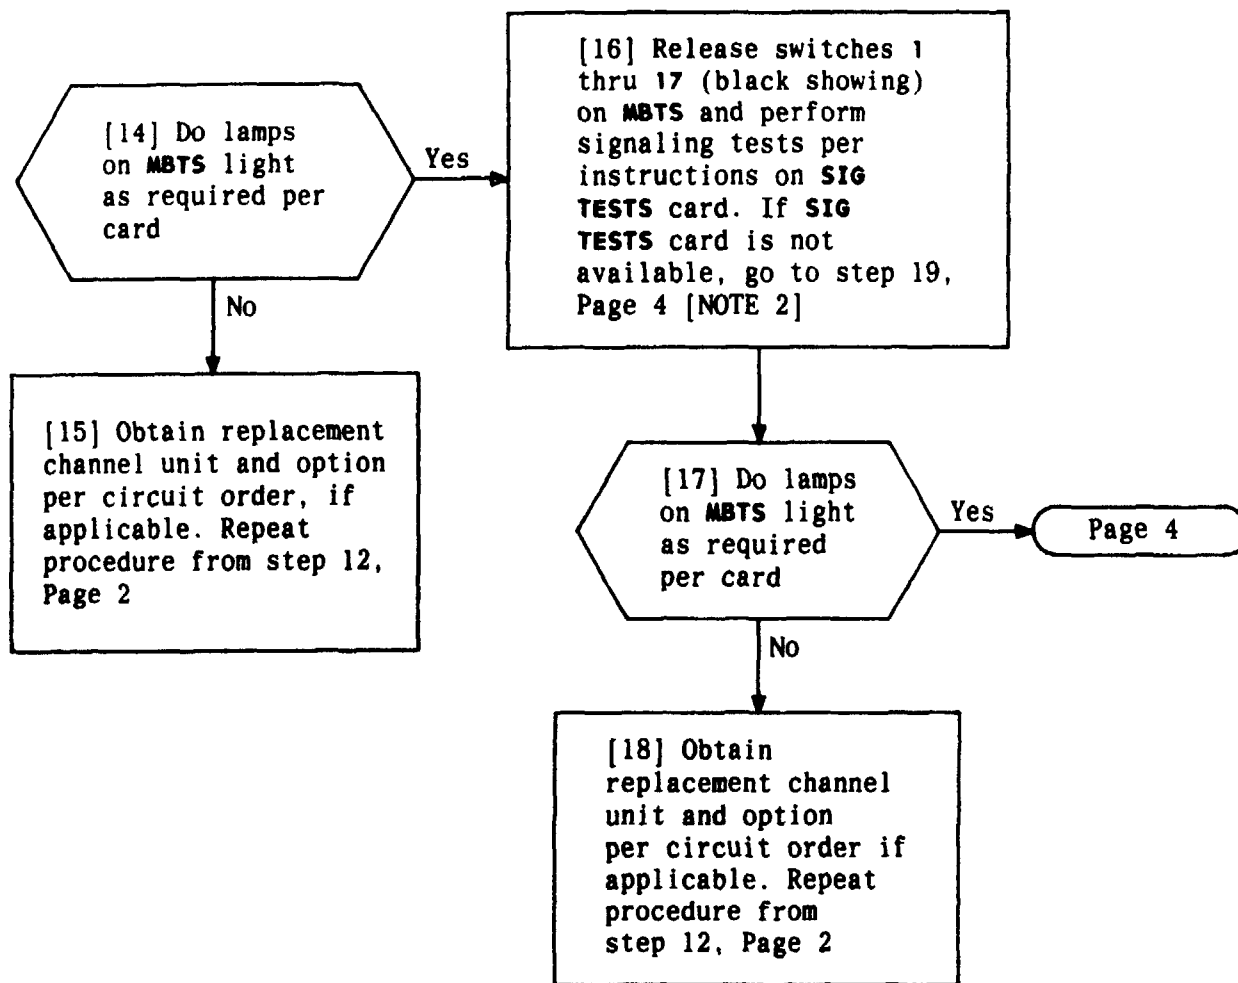 [14] Do lamps
on MBTS light
as required per
card
Yes
No
[15] Obtain replacement
channel unit and option
per circuit order, if
applicable. Repeat
procedure from step 12,
Page 2
[16] Release switches 1
thru 17 (black showing)
on MBTS and perform
signaling tests per
instructions on SIG
TESTS card. If SIG
TESTS card is not
available, go to step 19,
Page 4 [NOTE 2]
[17] Do lamps
on MBTS light
as required
per card
Yes
Page 4
No
[18] Obtain
replacement channel
unit and option
per circuit order if
applicable. Repeat
procedure from
step 12, Page 2